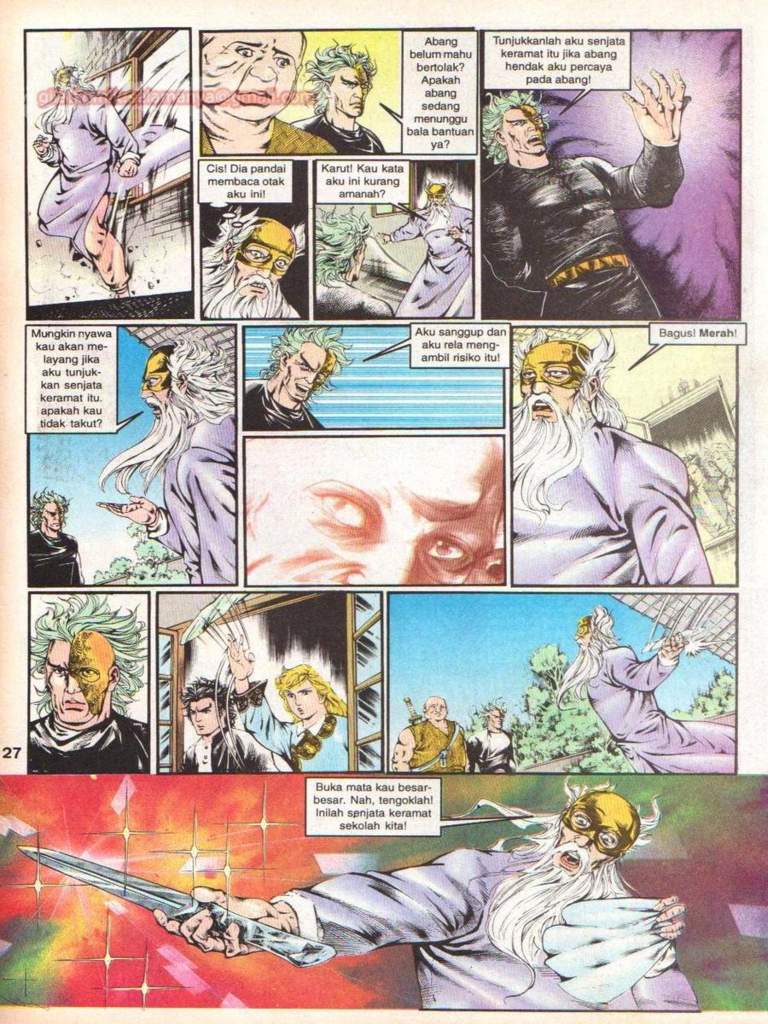 Abang
belum mahu
bertolak?
Apakah
abang
sedang
menunggu
bala bantuan
ya?
Tunjukkanlah aku senjata
keramat itu jika abang
hendak aku percaya
pada abang!
Cis! Dia pandai
membaca otak
aku ini!
Karut! Kau kata
aku ini kurang
amanah?
Mungkin nyawa
kau akan me-
layang jika
aku tunjuk-
kan senjata
keramat itu.
apakah kau
tidak takut?
Aku sanggup dan
aku rela meng-
ambil risiko itu!
Bagus! Merah!
27
Buka mata kau besar-
besar. Nah, tengoklah!
Inilah senjata keramat
sekolah kita!